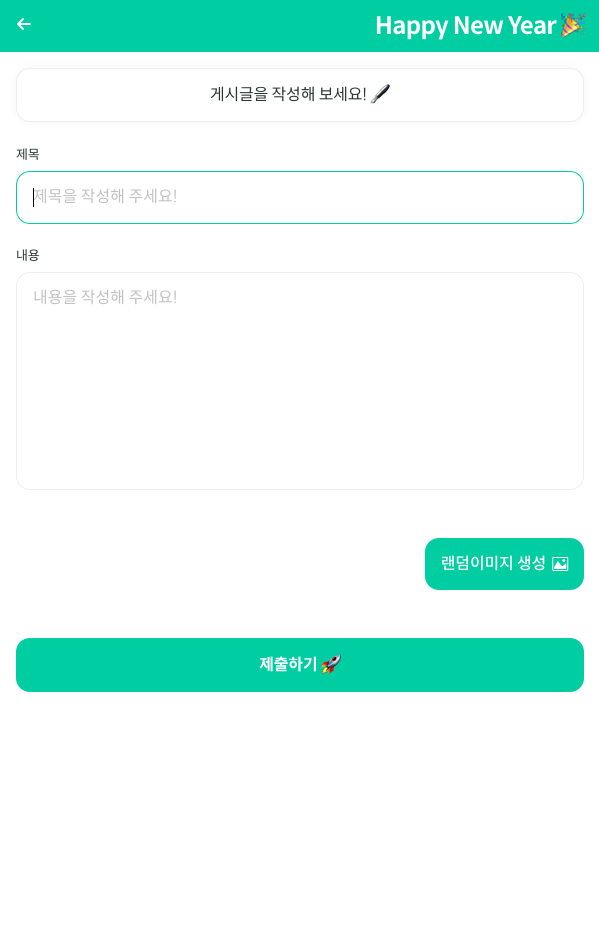 Happy New Year 🎉
게시글을 작성해 보세요! 🖋
제목
제목을 작성해 주세요!
내용
내용을 작성해 주세요!
랜덤이미지 생성
제출하기 🚀